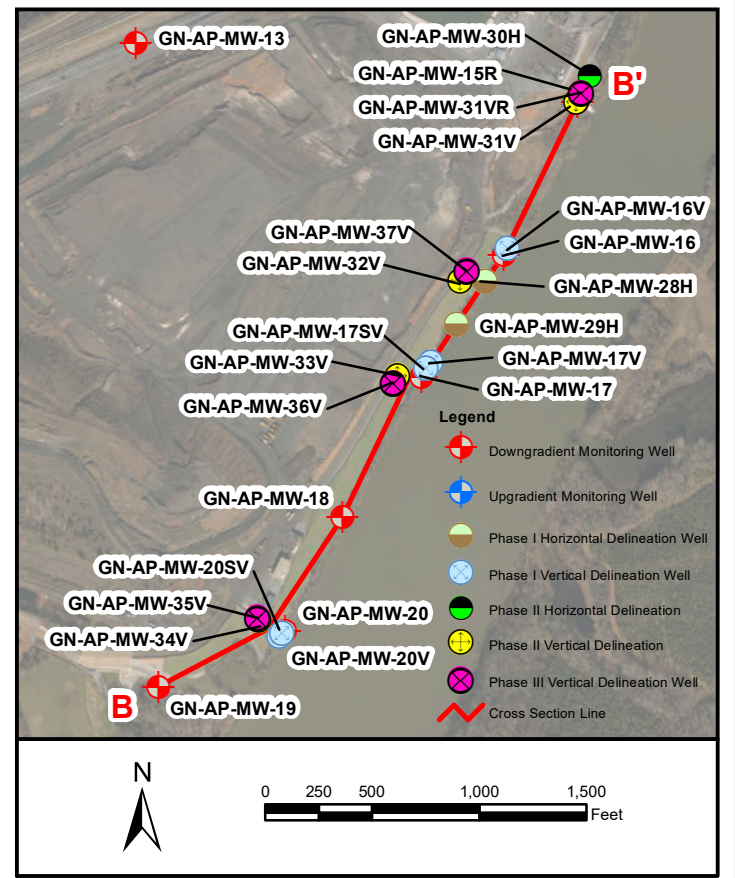 GN-AP-MW-13
GN-AP-MW-30H
GN-AP-MW-15R
B'
GN-AP-MW-31VR
GN-AP-MW-31V
GN-AP-MW-16V
GN-AP-MW-37V
GN-AP-MW-16
GN-AP-MW-32V
GN-AP-MW-28H
GN-AP-MW-17SV
GN-AP-MW-29H
GN-AP-MW-33V
GN-AP-MW-17V
GN-AP-MW-36V
GN-AP-MW-17
Legend
Downgradient Monitoring Well
Upgradient Monitoring Well
Phase I Horizontal Delineation Well
Phase I Vertical Delineation Well
Phase II Horizontal Delineation
Phase II Vertical Delineation
Phase III Vertical Delineation Well
Cross Section Line
GN-AP-MW-18
GN-AP-MW-20SV
GN-AP-MW-35V
GN-AP-MW-20
GN-AP-MW-34V
GN-AP-MW-20V
B
GN-AP-MW-19
N
0 250 500 1,000 1,500
Feet